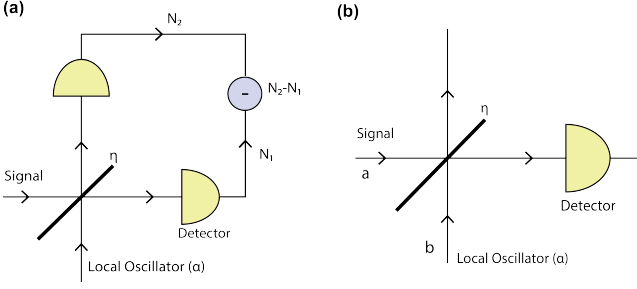 (a)
N₂
N₂-N₁
η
N₁
Signal
Detector
Local Oscillator (α)
(b)
η
Signal
a
Detector
b
Local Oscillator (α)